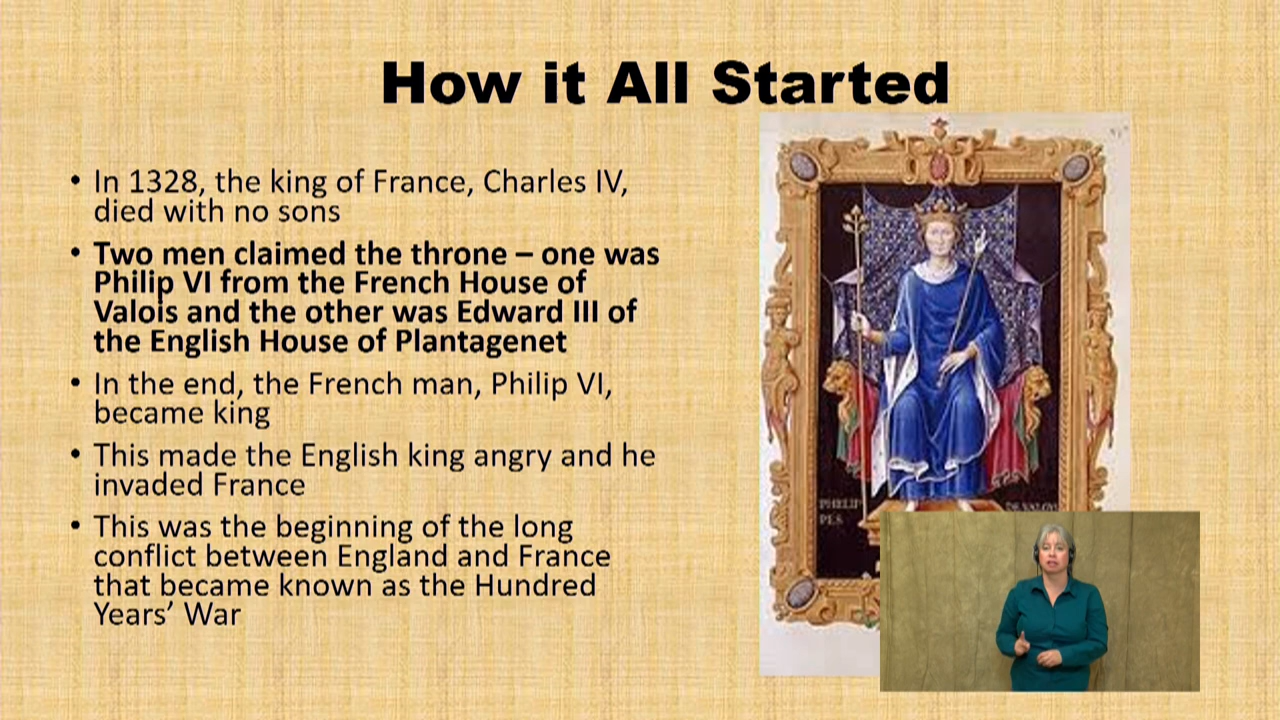 How it All Started
• In 1328, the king of France, Charles IV,
died with no sons
• Two men claimed the throne – one was
Philip VI from the French House of
Valois and the other was Edward III of
the English House of Plantagenet
• In the end, the French man, Philip VI,
became king
• This made the English king angry and he
invaded France
• This was the beginning of the long
conflict between England and France
that became known as the Hundred
Years’ War
PHELIP
DE VALOYS